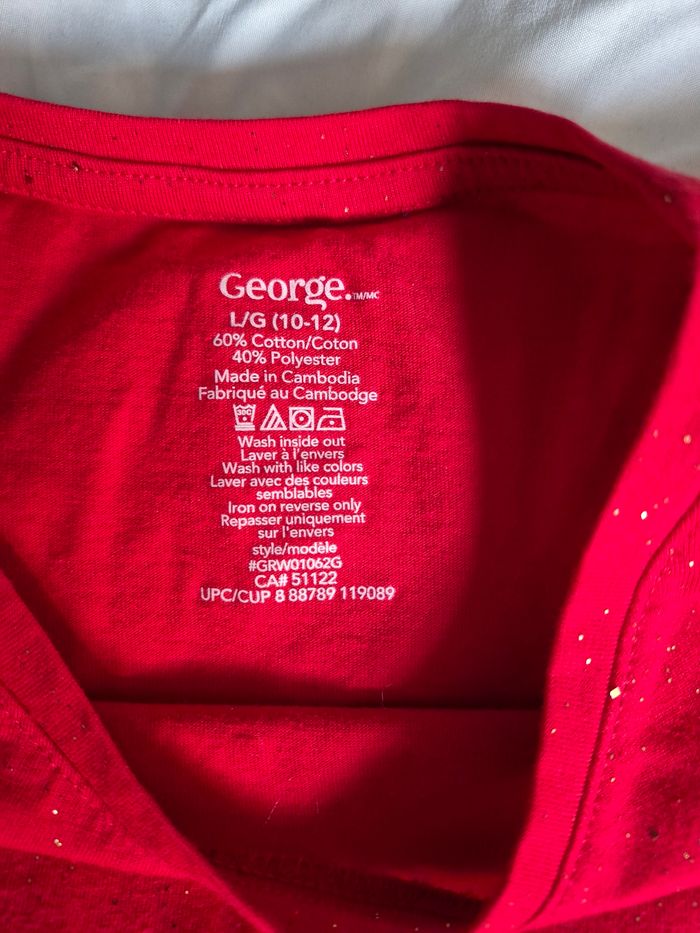 George.™/MC
L/G (10-12)
60% Cotton/Coton
40% Polyester
Made in Cambodia
Fabriqué au Cambodge
30C
Wash inside out
Laver à l'envers
Wash with like colors
Laver avec des couleurs
semblables
Iron on reverse only
Repasser uniquement
sur l'envers
style/modèle
#GRW01062G
CA# 51122
UPC/CUP 8 88789 119089